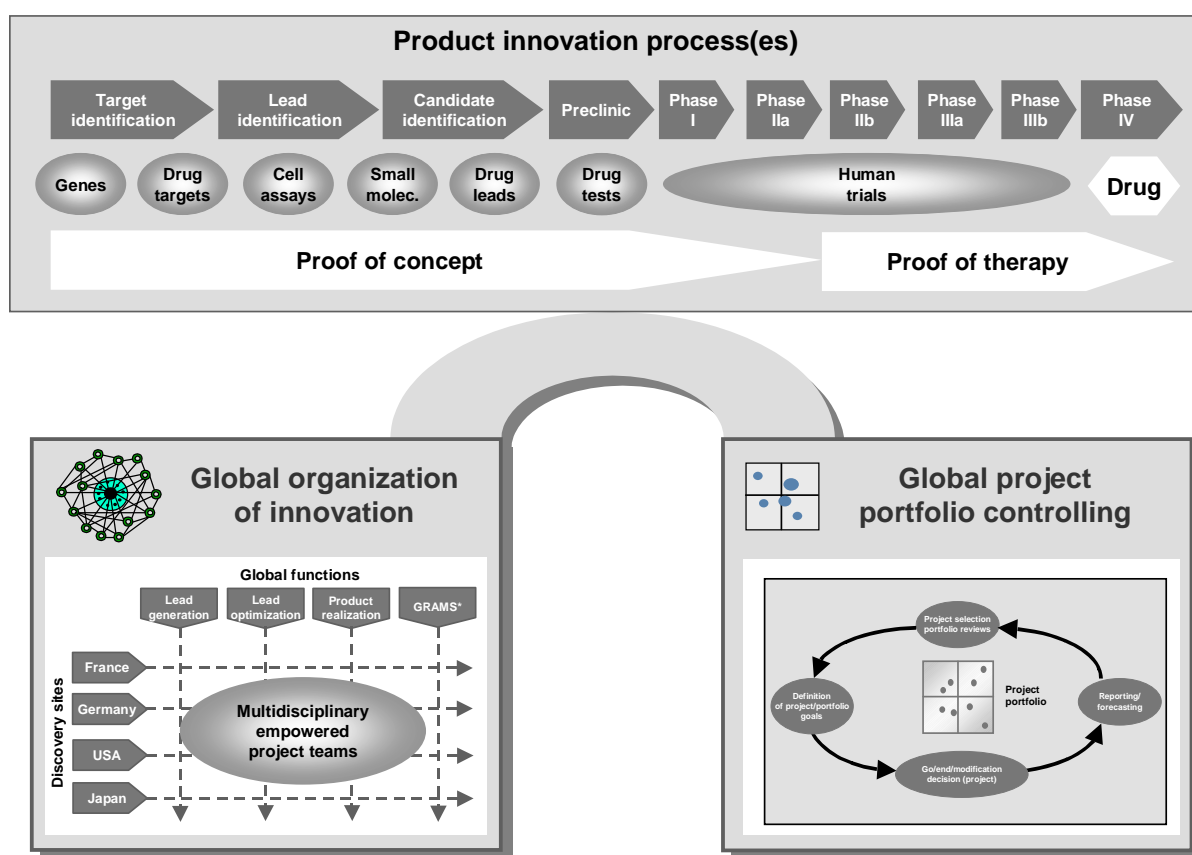 Product innovation process(es)
Target
identification
Lead
identification
Candidate
identification
Preclinic
Phase
I
Phase
IIa
Phase
IIb
Phase
IIIa
Phase
IIIb
Phase
IV
Genes
Drug
targets
Cell
assays
Small
molec.
Drug
leads
Drug
tests
Human
trials
Drug
Proof of concept
Proof of therapy
Global organization
of innovation
Global functions
Lead
generation
Lead
optimization
Product
realization
GRAMS*
Discovery sites
France
Germany
USA
Japan
Multidisciplinary
empowered
project teams
Global project
portfolio controlling
Project selection
portfolio reviews
Definition
of project/portfolio
goals
Project
portfolio
Reporting/
forecasting
Go/end/modification
decision (project)